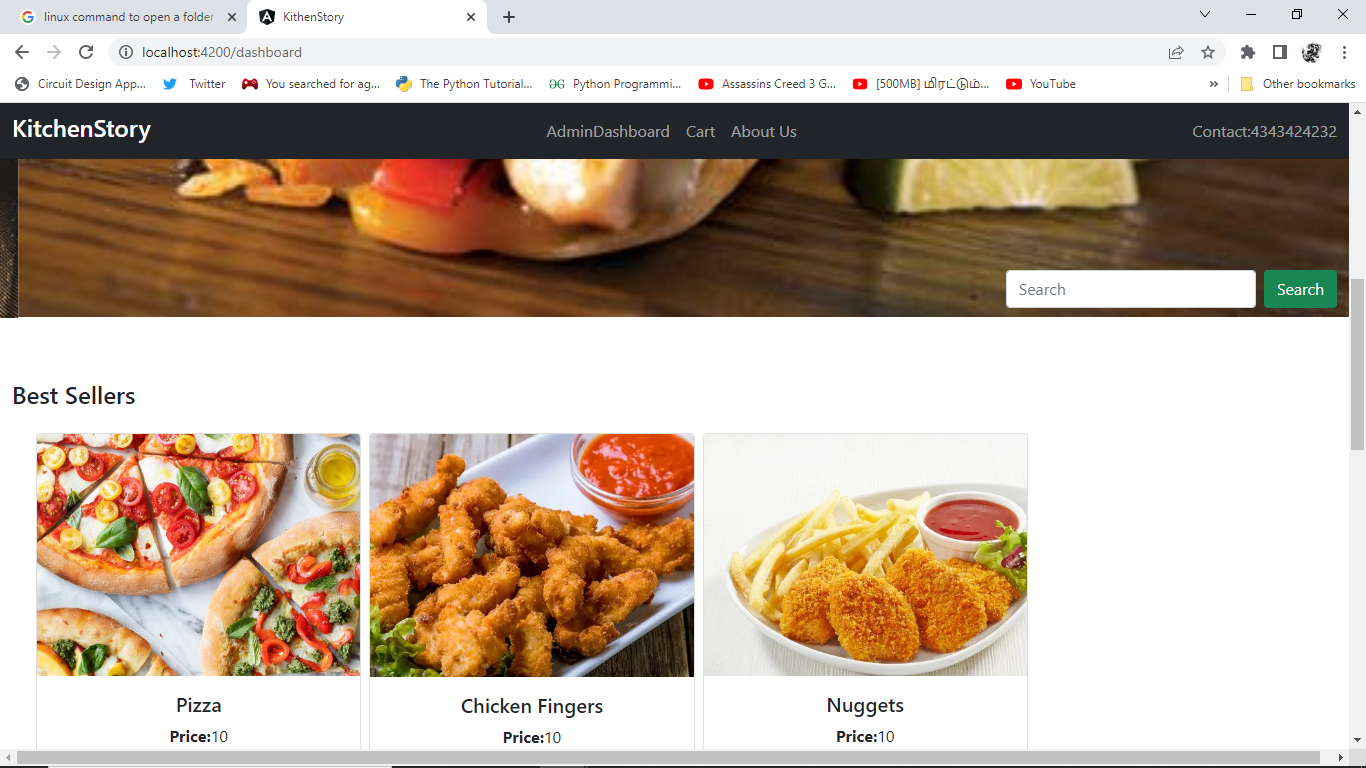 linux command to open a folder
KithenStory
localhost:4200/dashboard
Circuit Design App...
Twitter
You searched for ag...
The Python Tutorial...
Python Programmi...
Assassins Creed 3 G...
[500MB] மிரட்டும்...
YouTube
»
Other bookmarks
KitchenStory
AdminDashboard
Cart
About Us
Contact:4343424232
Search
Search
Best Sellers
Pizza
Price:10
Chicken Fingers
Price:10
Nuggets
Price:10